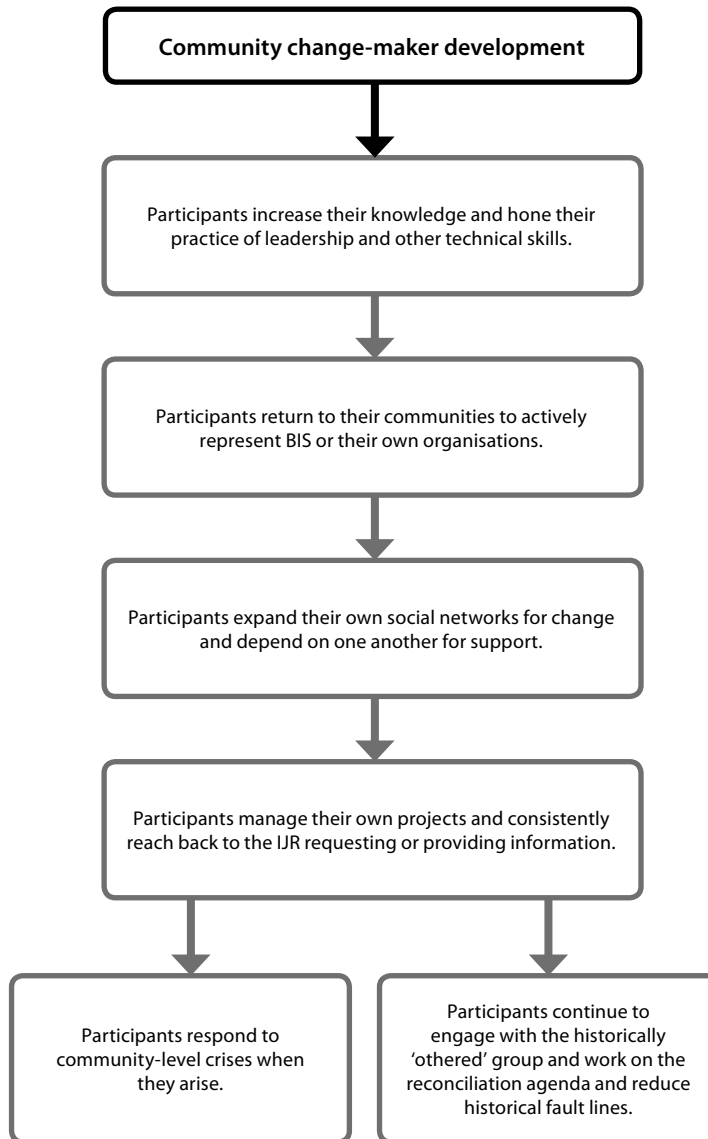 Community change-maker development
Participants increase their knowledge and hone their
practice of leadership and other technical skills.
Participants return to their communities to actively
represent BIS or their own organisations.
Participants expand their own social networks for change
and depend on one another for support.
Participants manage their own projects and consistently
reach back to the IJR requesting or providing information.
Participants respond to
community-level crises when
they arise.
Participants continue to
engage with the historically
‘othered’ group and work on the
reconciliation agenda and reduce
historical fault lines.